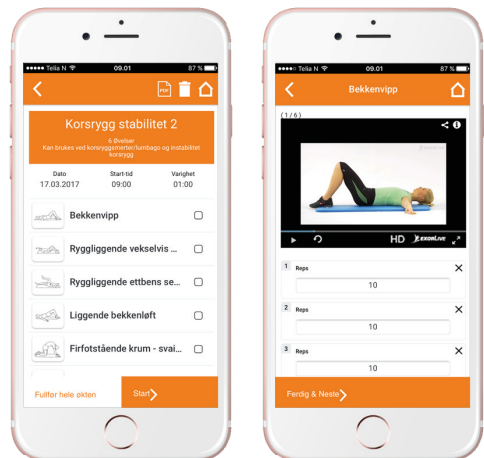 Telia N
09.01
87 %
PDF
Korsrygg stabilitet 2
6 Øvelser
Kan brukes ved korsryggsmerter/lumbago og instabilitet
korsrygg
Dato
Start-tid
Varighet
17.03.2017
09:00
01:00
Bekkenvipp
Ryggliggende vekselvis ...
Ryggliggende ettbens se...
Liggende bekkenløft
Firfotstående krum - svai...
Fullfør hele økten
Start
Telia N
09.01
87 %
Bekkenvipp
(1/6)
EXORLIVE
HD EXORLIVE
1 Reps
10
2 Reps
10
3 Reps
10
Ferdig & Neste